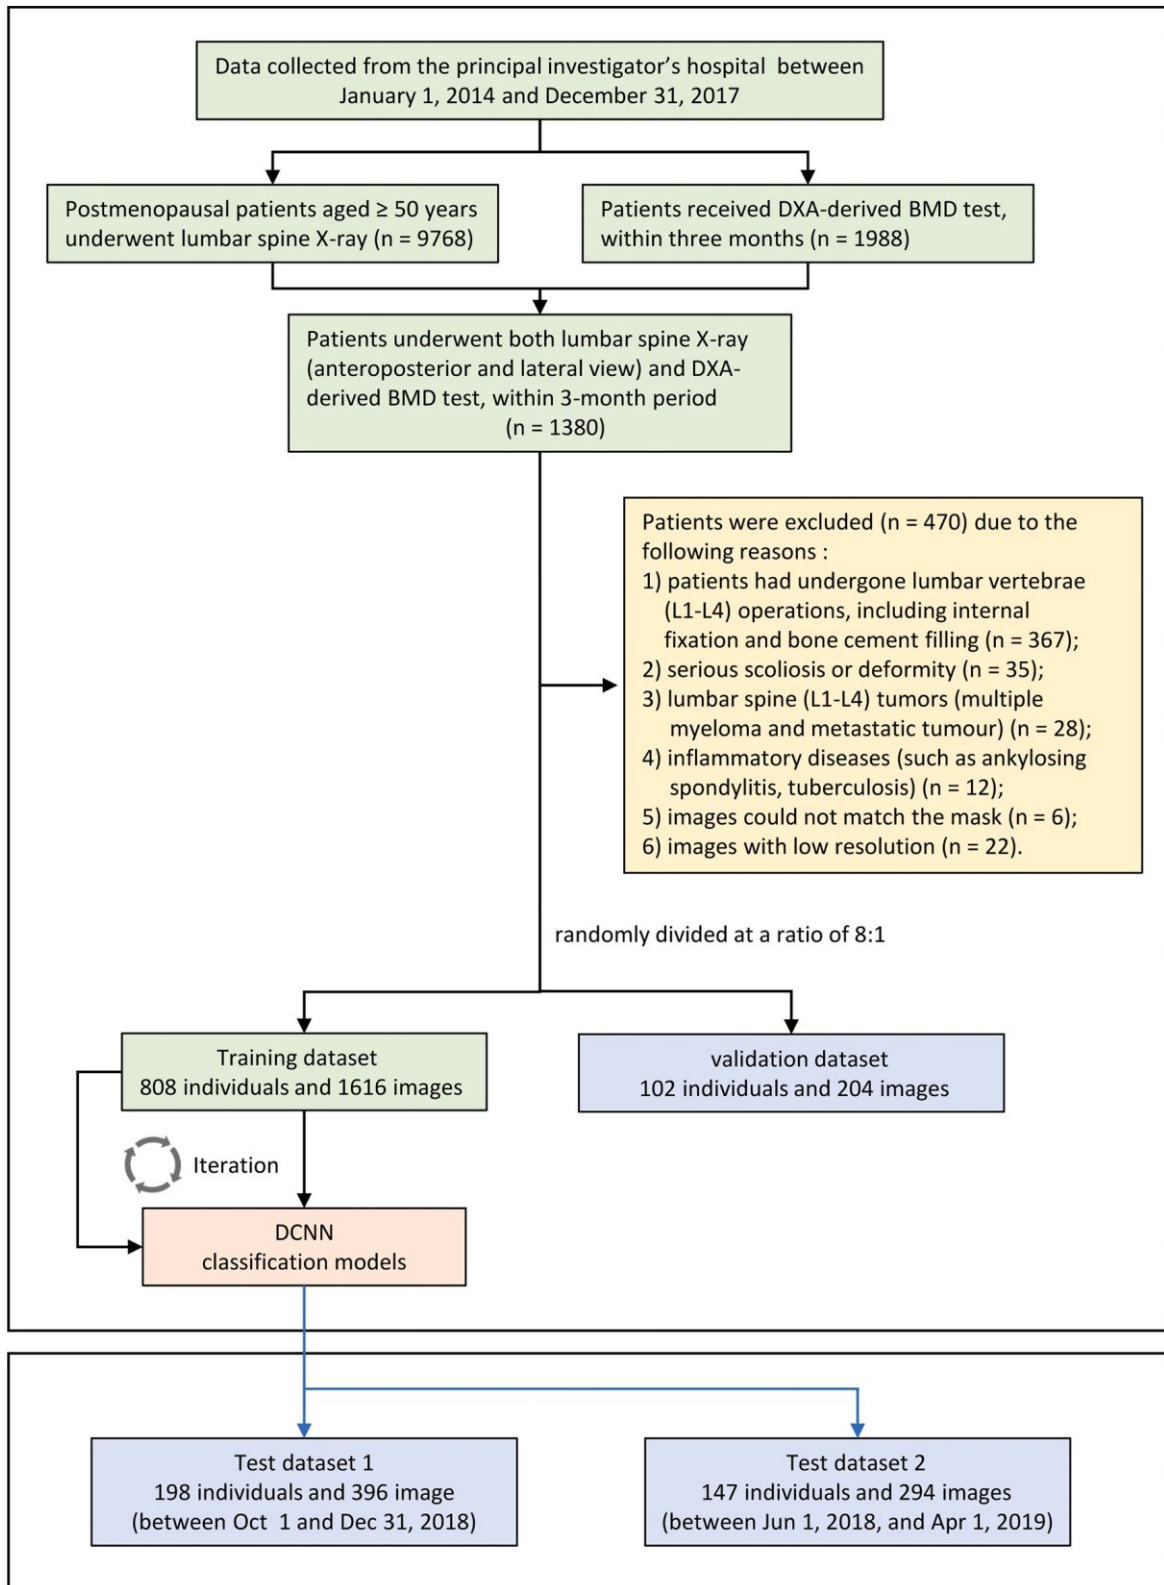 Data collected from the principal investigator's hospital between
January 1, 2014 and December 31, 2017
Postmenopausal patients aged ≥ 50 years
underwent lumbar spine X-ray (n = 9768)
Patients received DXA-derived BMD test,
within three months (n = 1988)
Patients underwent both lumbar spine X-ray
(anteroposterior and lateral view) and DXA-
derived BMD test, within 3-month period
(n = 1380)
Patients were excluded (n = 470) due to the
following reasons :
1) patients had undergone lumbar vertebrae
(L1-L4) operations, including internal
fixation and bone cement filling (n = 367);
2) serious scoliosis or deformity (n = 35);
3) lumbar spine (L1-L4) tumors (multiple
myeloma and metastatic tumour) (n = 28);
4) inflammatory diseases (such as ankylosing
spondylitis, tuberculosis) (n = 12);
5) images could not match the mask (n = 6);
6) images with low resolution (n = 22).
randomly divided at a ratio of 8:1
Training dataset
808 individuals and 1616 images
validation dataset
102 individuals and 204 images
Iteration
DCNN
classification models
Test dataset 1
198 individuals and 396 image
(between Oct 1 and Dec 31, 2018)
Test dataset 2
147 individuals and 294 images
(between Jun 1, 2018, and Apr 1, 2019)